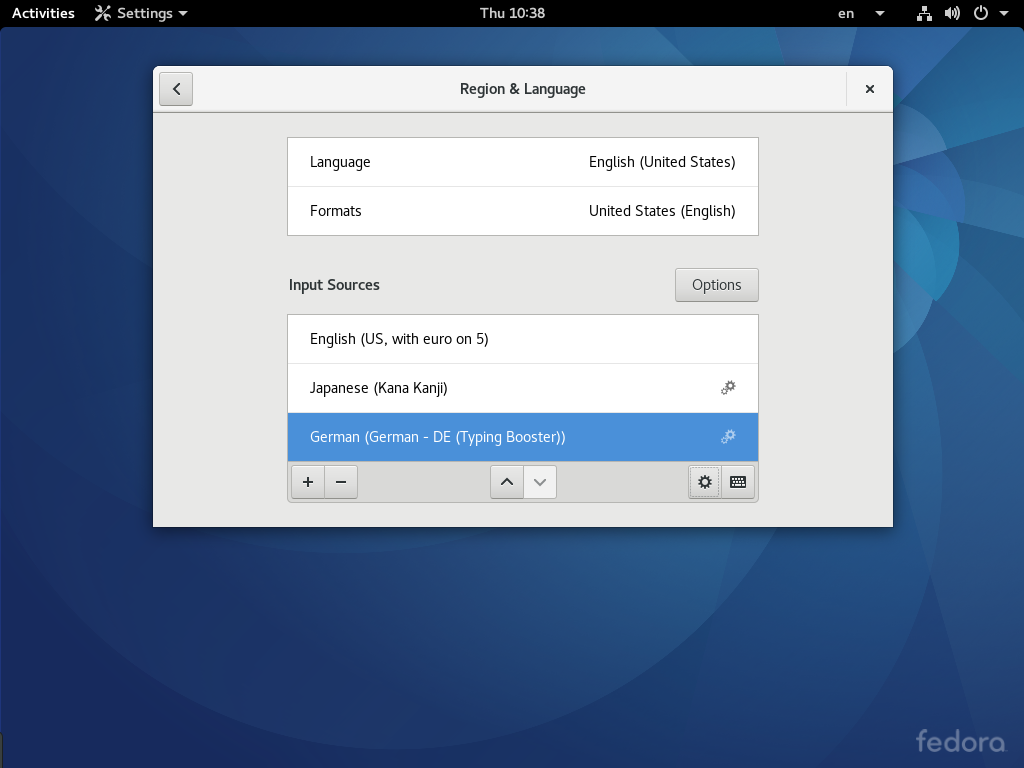 Activities Settings Thu 10:38 en
Region & Language
Language English (United States)
Formats United States (English)
Input Sources Options
English (US, with euro on 5)
Japanese (Kana Kanji)
German (German - DE (Typing Booster))
fedora